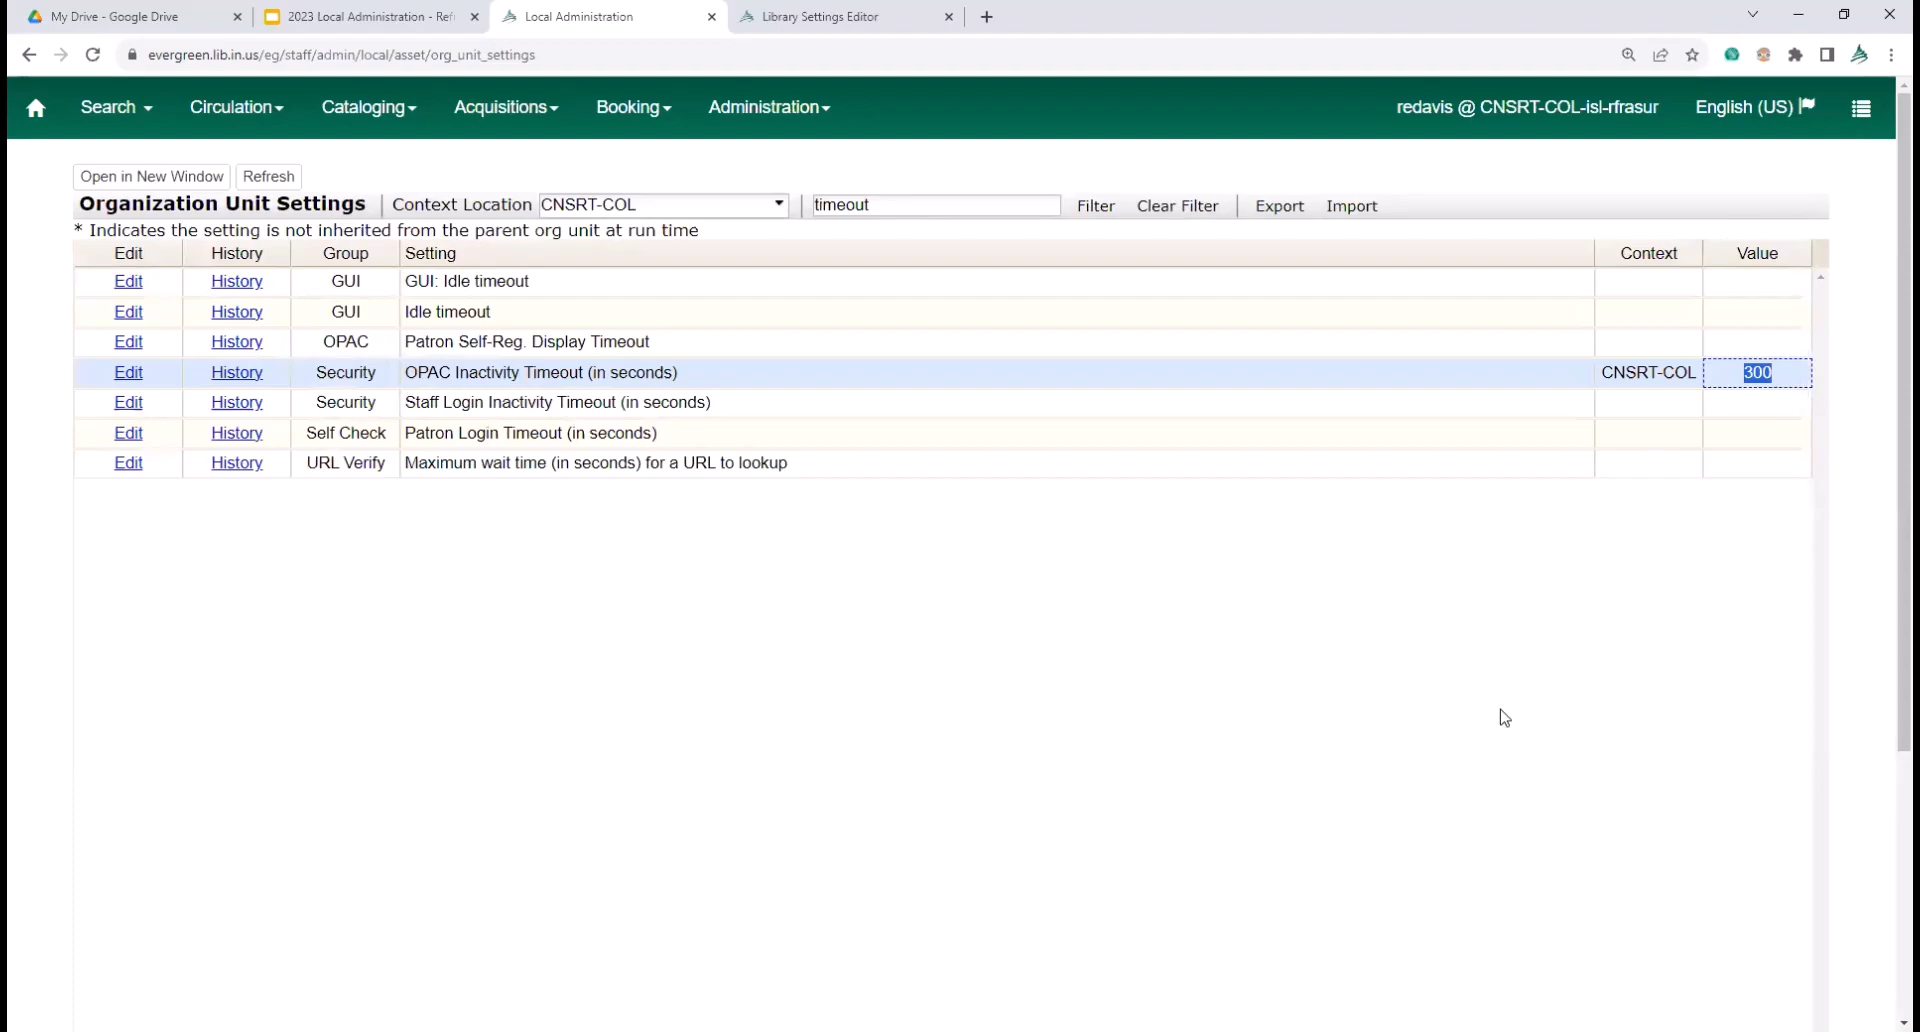 My Drive - Google Drive
2023 Local Administration - Ref
Local Administration
Library Settings Editor
evergreen.lib.in.us/eg/staff/admin/local/asset/org_unit_settings
Search Circulation Cataloging Acquisitions Booking Administration redavis @ CNSRT-COL-isl-rfrasur English (US)
Open in New Window Refresh
Organization Unit Settings Context Location CNSRT-COL timeout Filter Clear Filter Export Import
* Indicates the setting is not inherited from the parent org unit at run time
Edit History Group Setting Context Value
Edit History GUI GUI: Idle timeout
Edit History GUI Idle timeout
Edit History OPAC Patron Self-Reg. Display Timeout
Edit History Security OPAC Inactivity Timeout (in seconds) CNSRT-COL 300
Edit History Security Staff Login Inactivity Timeout (in seconds)
Edit History Self Check Patron Login Timeout (in seconds)
Edit History URL Verify Maximum wait time (in seconds) for a URL to lookup